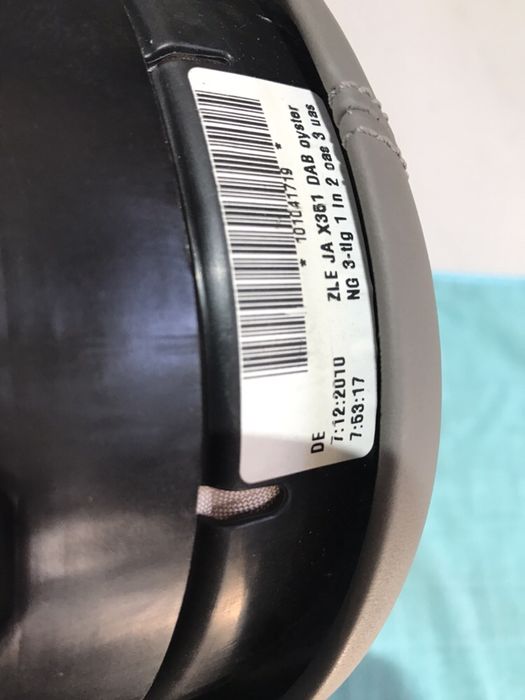 * 101041719 *
ZLE JA X351 DAB oyster
NG 3-tlg 1 in 2 oas 3 uas
DE
7:12:2010
7:53:17